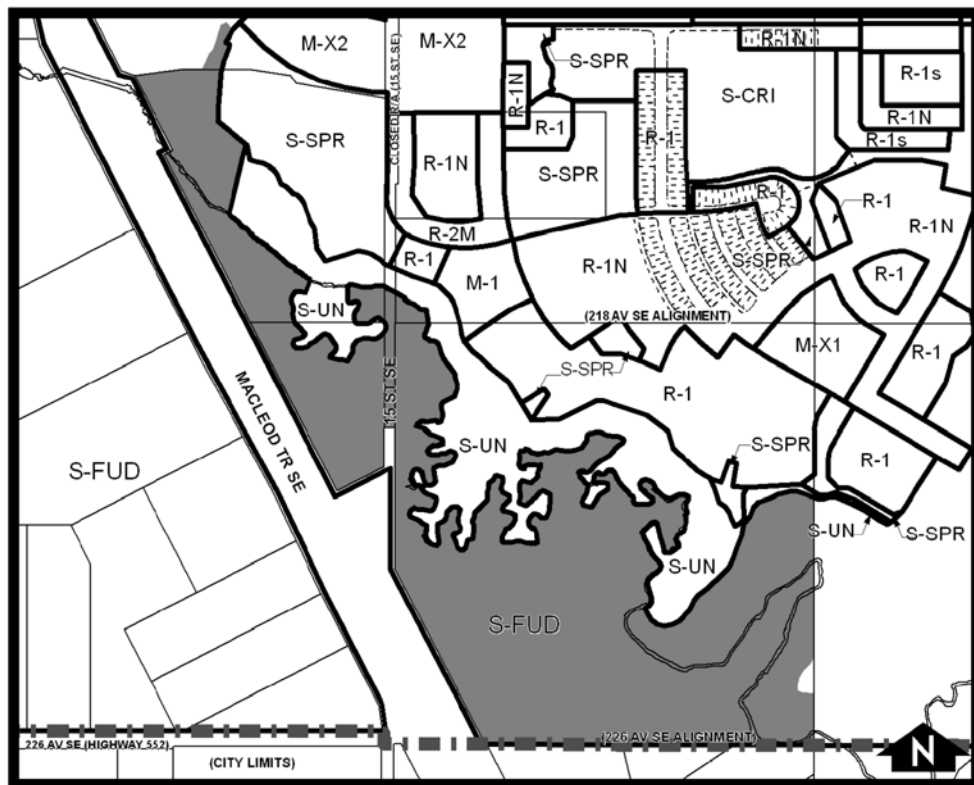 M-X2
M-X2
S-SPR
R-1N
R-1s
R-1N
S-CRI
R-1N
R-1s
R-1
R-1
CLOSED R/A (15 ST SE)
S-SPR
R-1N
S-SPR
R-1
R-1
R-1N
R-2M
R-1
R-1N
S-SPR
R-1
M-1
S-UN
(218 AV SE ALIGNMENT)
M-X1
R-1
S-SPR
R-1
MACLEOD TR SE
15 ST SE
S-UN
S-SPR
R-1
S-FUD
S-UN
S-SPR
S-UN
S-FUD
226 AV SE (HIGHWAY 552)
(226 AV SE ALIGNMENT)
(CITY LIMITS)
N